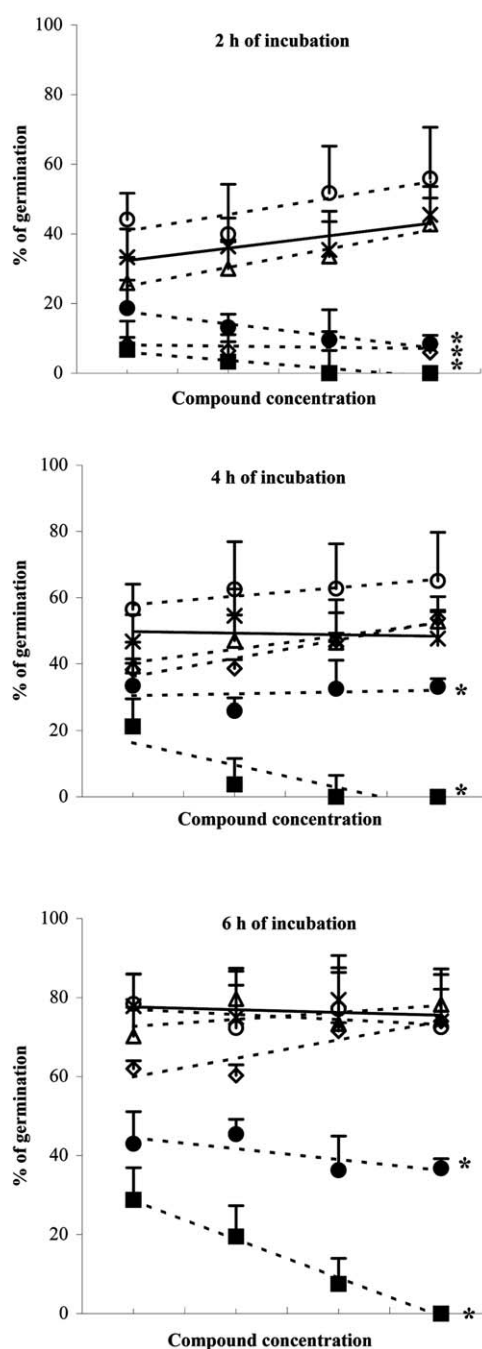 2 h of incubation
% of germination
100
80
60
40
20
0
*
*
*
Compound concentration
4 h of incubation
% of germination
100
80
60
40
20
0
*
*
Compound concentration
6 h of incubation
% of germination
100
80
60
40
20
0
*
*
Compound concentration